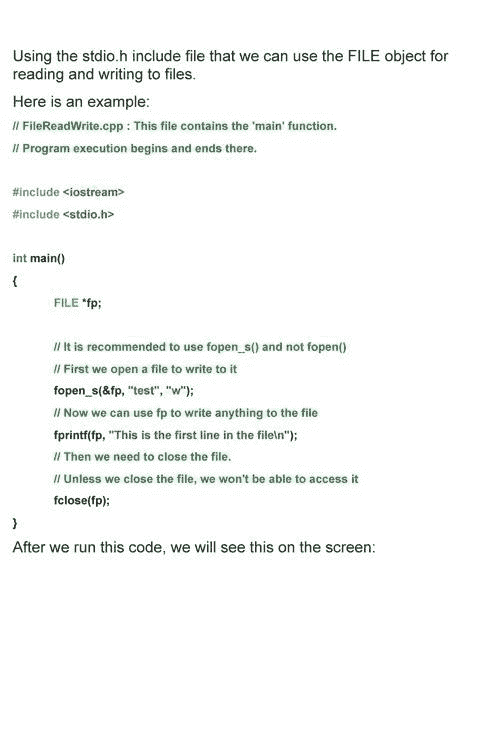 Using the stdio.h include file that we can use the FILE object for
reading and writing to files.
Here is an example:
// FileReadWrite.cpp : This file contains the 'main' function.
// Program execution begins and ends there.
#include <iostream>
#include <stdio.h>
int main()
{
FILE *fp;
// It is recommended to use fopen_s() and not fopen()
// First we open a file to write to it
fopen_s(&fp, "test", "w");
// Now we can use fp to write anything to the file
fprintf(fp, "This is the first line in the file\n");
// Then we need to close the file.
// Unless we close the file, we won't be able to access it
fclose(fp);
}
After we run this code, we will see this on the screen: